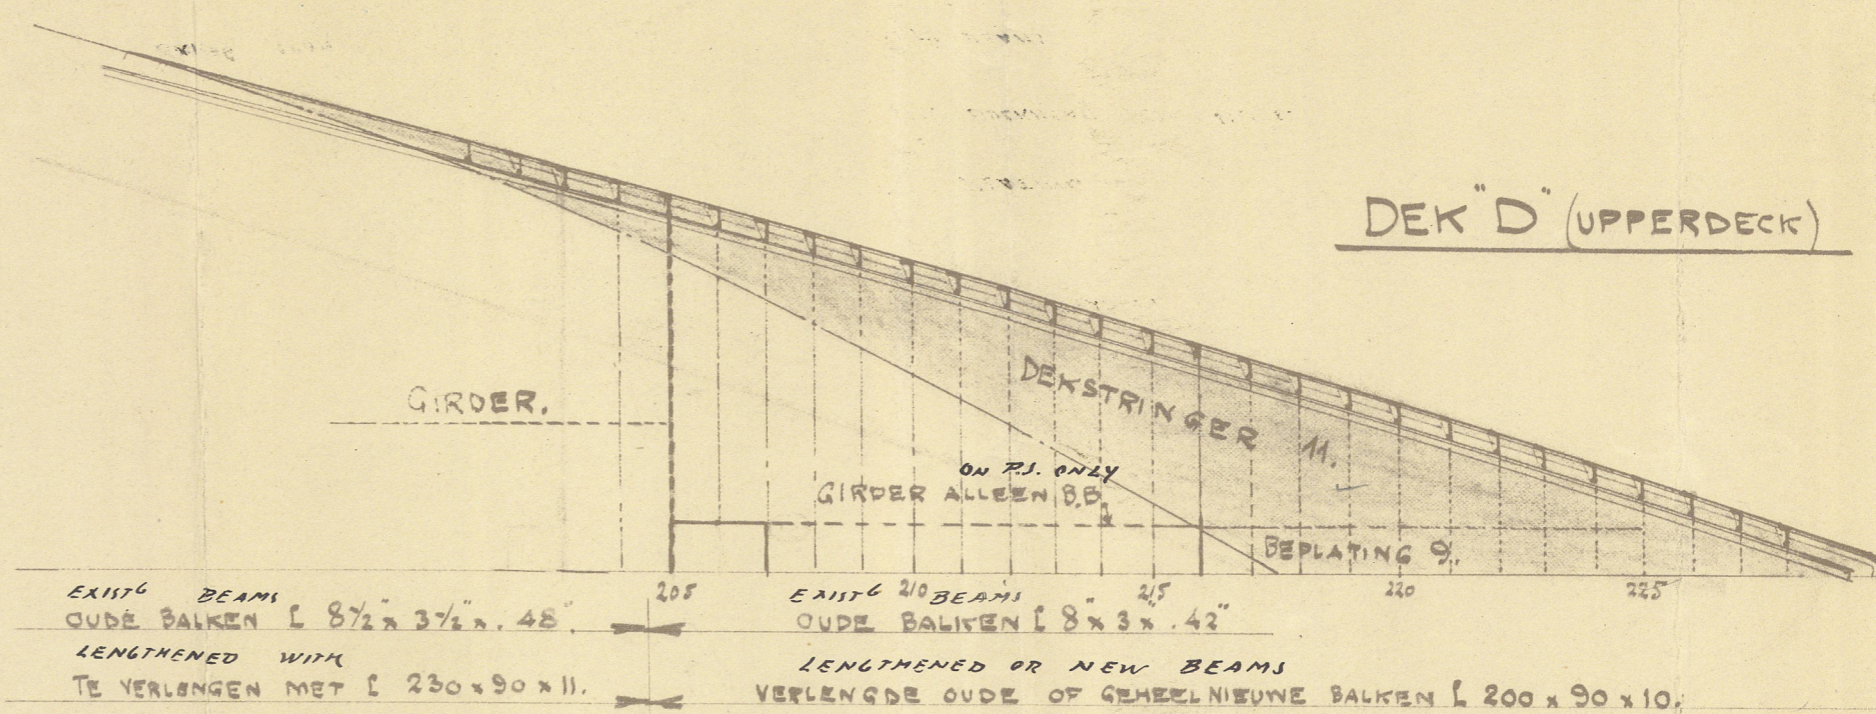 DEK "D" (UPPERDECK)
GIRDER.
DEKSTRINGER 11.
ON P.S. ONLY
GIRDER ALLEEN B.B.
BEPLATING 9.
205 210 215 220 225
EXISTG BEAMS
OUDE BALKEN [ 8½" x 3½" x .48"
LENGTHENED WITH
TE VERLENGEN MET [ 230 x 90 x 11.
EXISTG BEAMS
OUDE BALKEN [ 8" x 3" x .42"
LENGTHENED OR NEW BEAMS
VERLENGDE OUDE OF GEHEEL NIEUWE BALKEN [ 200 x 90 x 10.